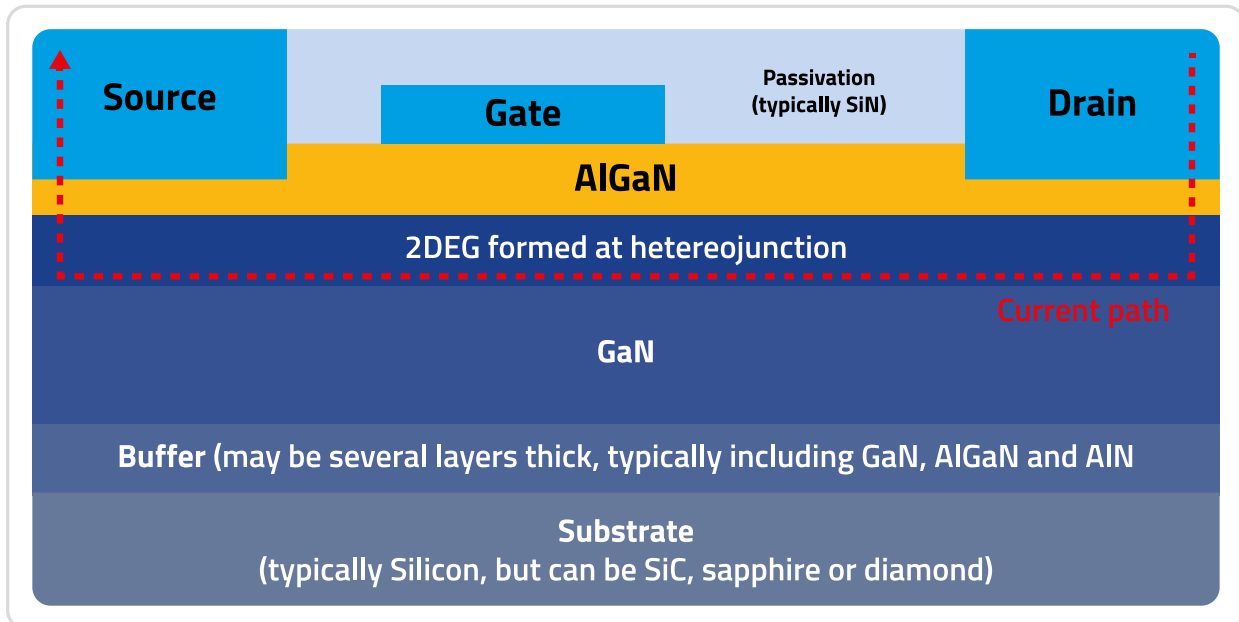 Source
Gate
Passivation
(typically SiN)
Drain
AlGaN
2DEG formed at hetereojunction
Current path
GaN
Buffer (may be several layers thick, typically including GaN, AlGaN and AlN
Substrate
(typically Silicon, but can be SiC, sapphire or diamond)